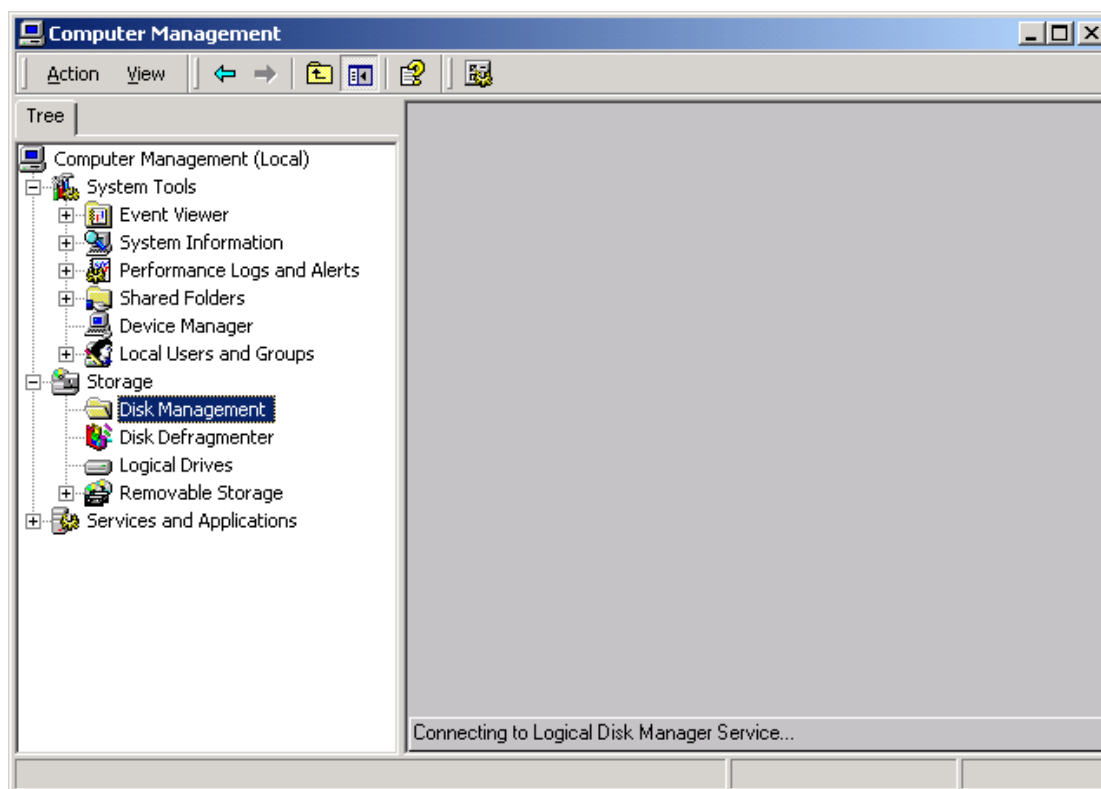 Computer Management
Action View
Tree
Computer Management (Local)
System Tools
Event Viewer
System Information
Performance Logs and Alerts
Shared Folders
Device Manager
Local Users and Groups
Storage
Disk Management
Disk Defragmenter
Logical Drives
Removable Storage
Services and Applications
Connecting to Logical Disk Manager Service...